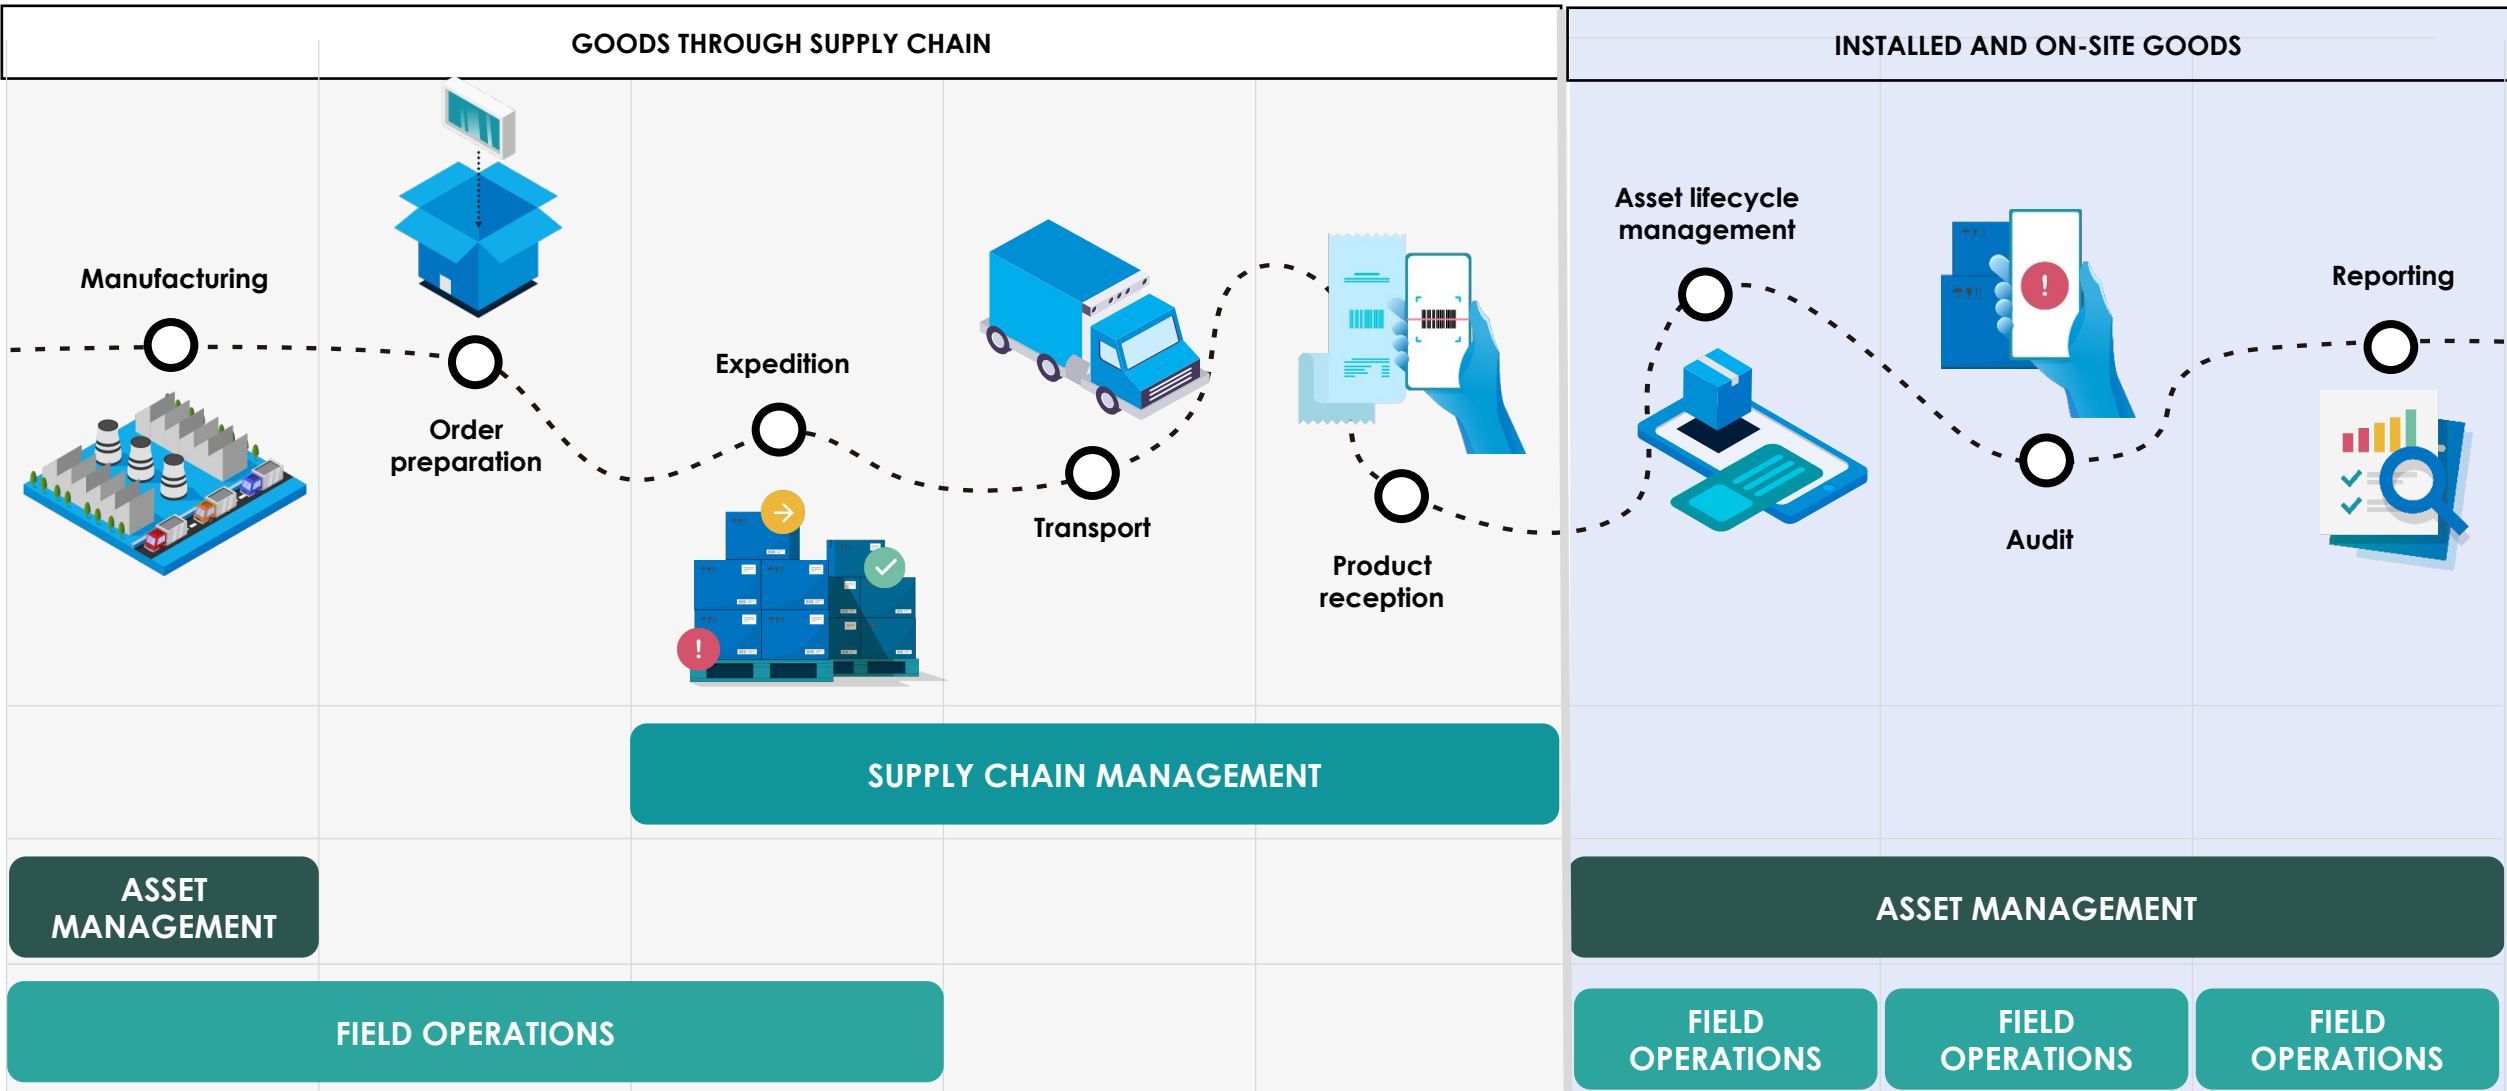 GOODS THROUGH SUPPLY CHAIN
INSTALLED AND ON-SITE GOODS
Manufacturing
Order
preparation
Expedition
Transport
Product
reception
Asset lifecycle
management
Audit
Reporting
SUPPLY CHAIN MANAGEMENT
ASSET
MANAGEMENT
ASSET MANAGEMENT
FIELD OPERATIONS
FIELD
OPERATIONS
FIELD
OPERATIONS
FIELD
OPERATIONS